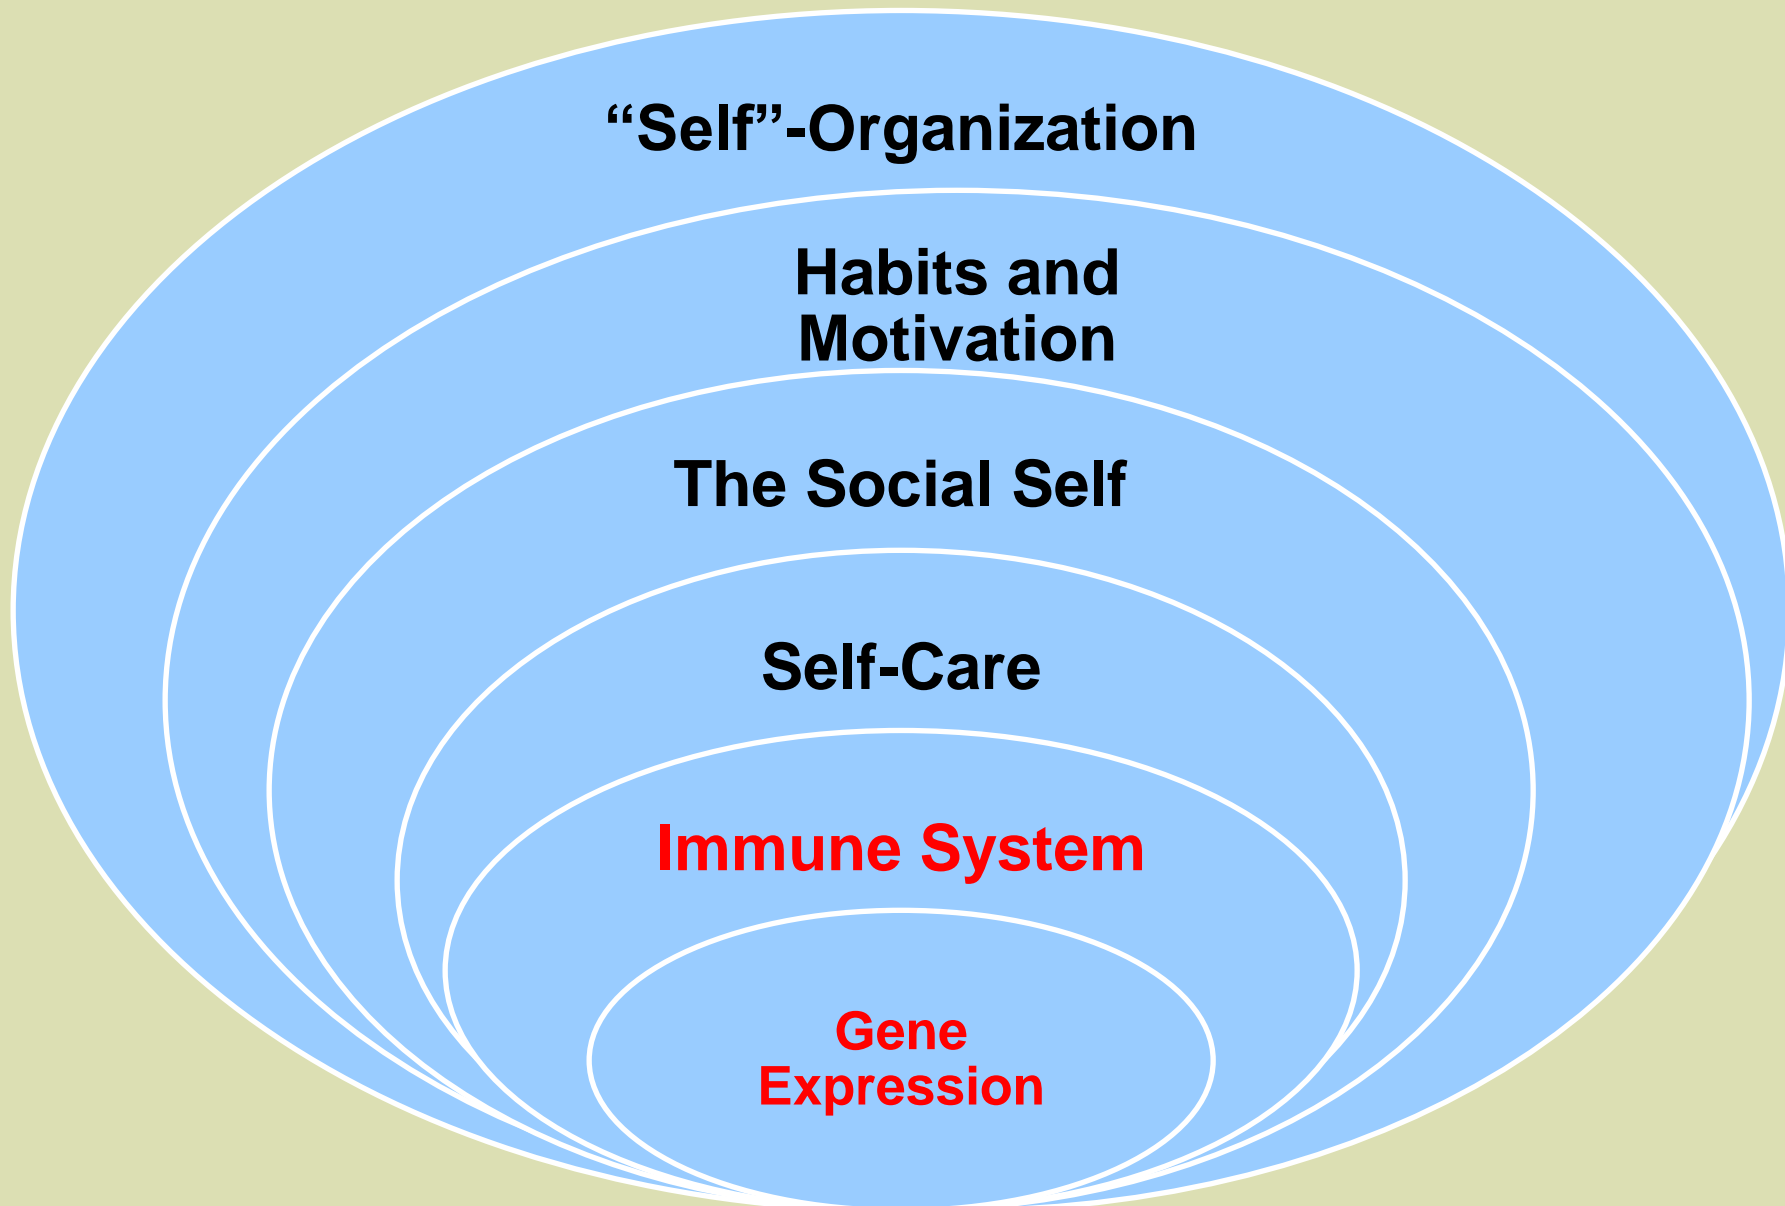 “Self”-Organization
Habits and
Motivation
The Social Self
Self-Care
Immune System
Gene
Expression